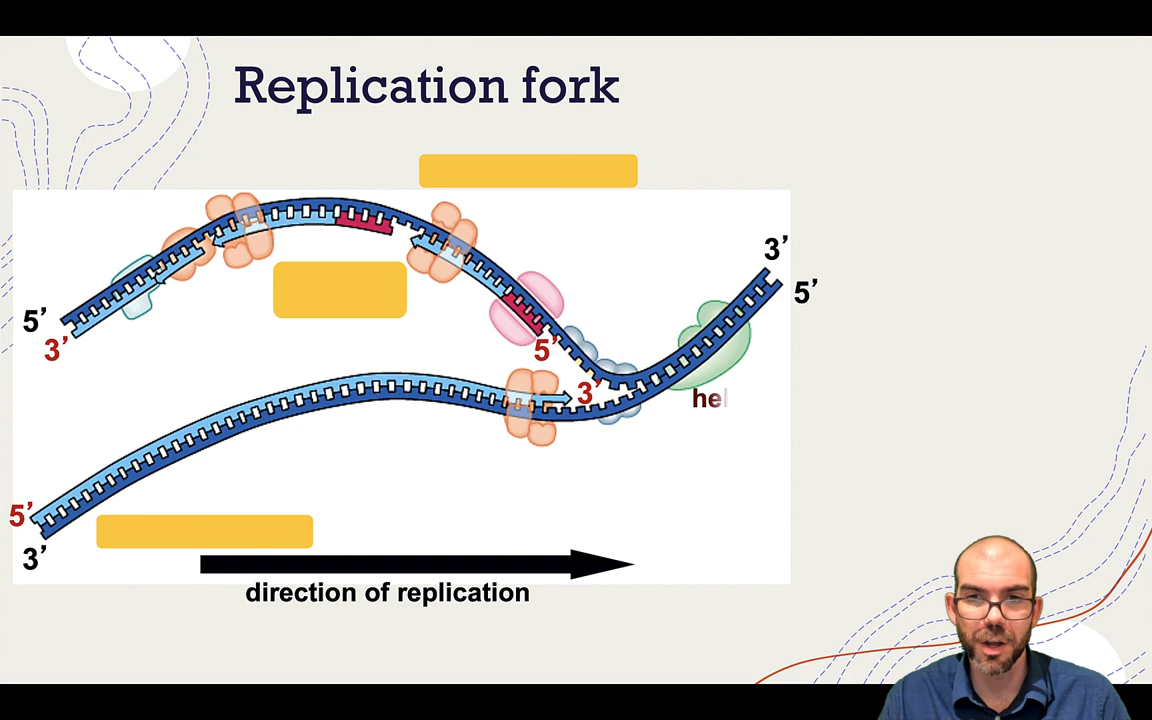 Replication fork
3’
5’
5’
3’
5’
3’
hel
5’
3’
direction of replication